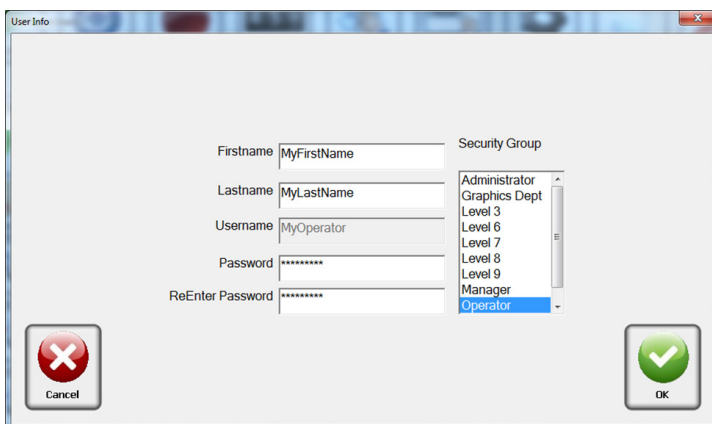 User Info
Firstname MyFirstName
Lastname MyLastName
Username MyOperator
Password *********
ReEnter Password *********
Security Group
Administrator
Graphics Dept
Level 3
Level 6
Level 7
Level 8
Level 9
Manager
Operator
Cancel
OK